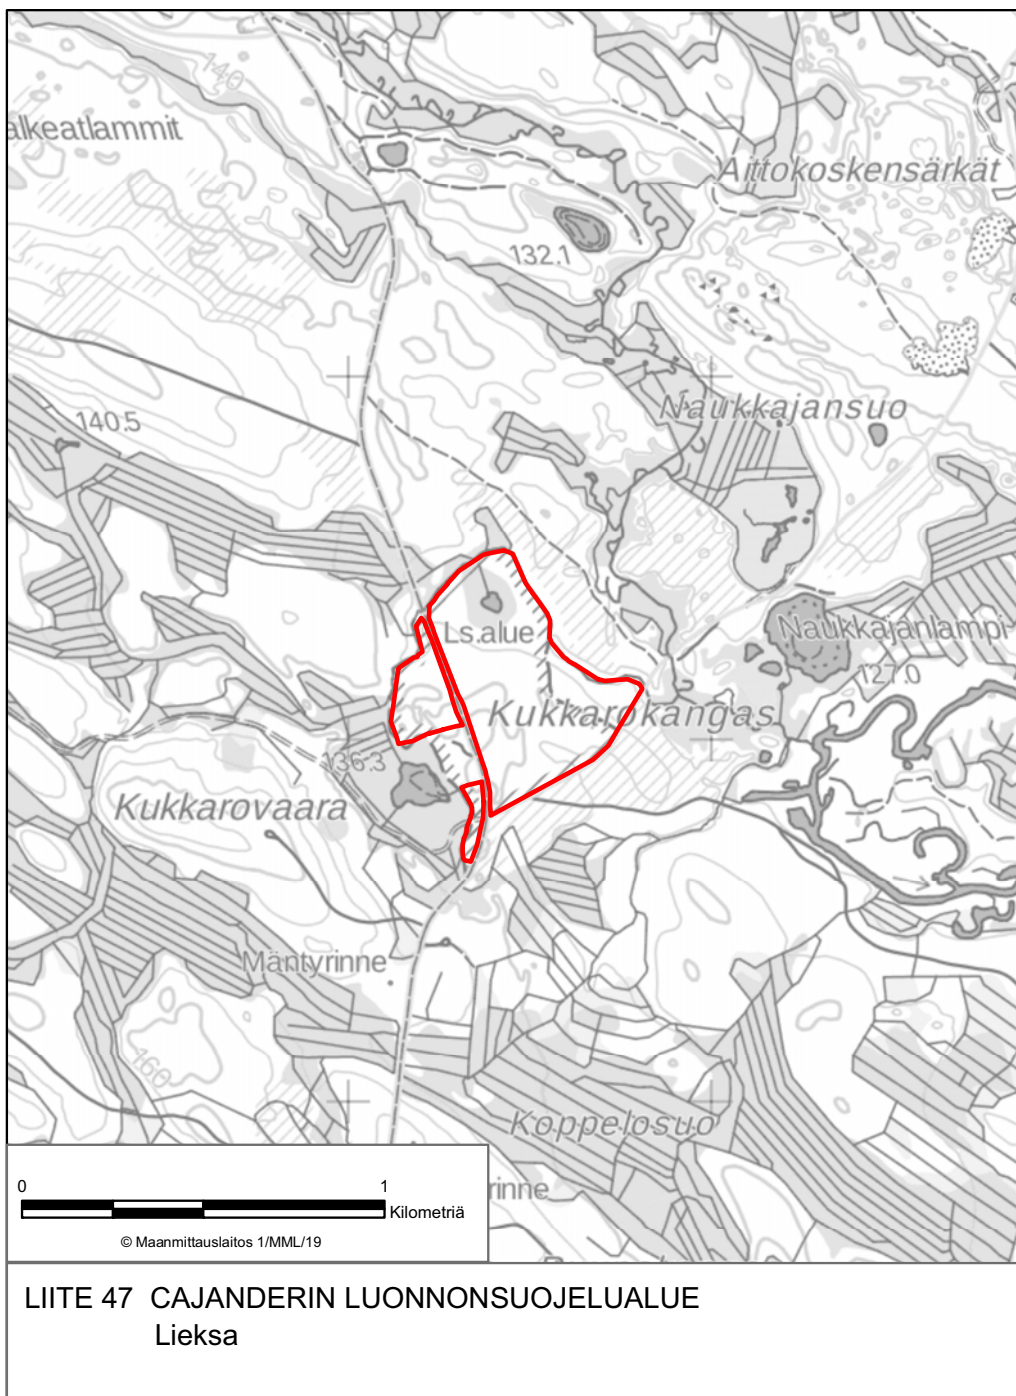 140
alkeatlammit
Aittokoskensärkät
132.1
140.5
Naukkajansuo
Ls.alue
Naukkajanlampi
127.0
Kukkarokangas
136.3
Kukkarovaara
Mäntyrinne
160
Koppelosuo
rinne
0 1
Kilometriä
© Maanmittauslaitos 1/MML/19
LIITE 47 CAJANDERIN LUONNONSUOJELUALUE
Lieksa